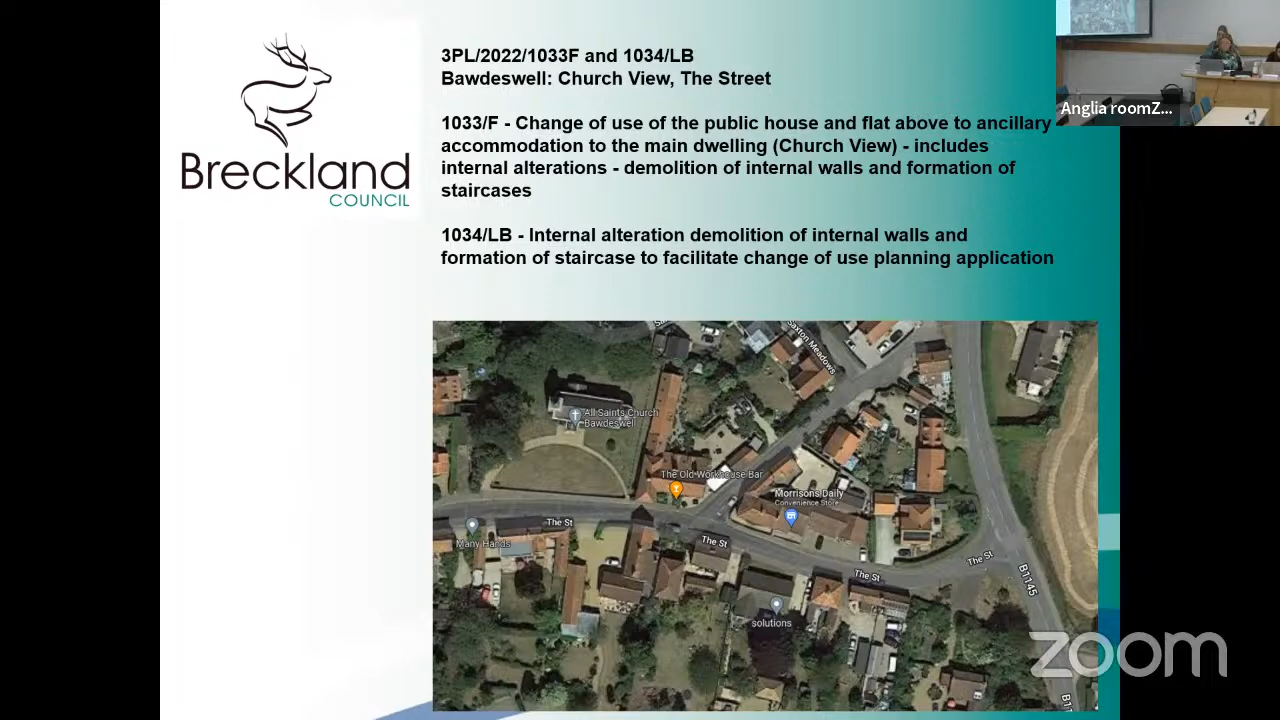 3PL/2022/1033F and 1034/LB
Bawdeswell: Church View, The Street
1033/F - Change of use of the public house and flat above to ancillary
accommodation to the main dwelling (Church View) - includes
internal alterations - demolition of internal walls and formation of
staircases
1034/LB - Internal alteration demolition of internal walls and
formation of staircase to facilitate change of use planning application
Breckland
COUNCIL
Anglia roomZ...
Saxton Meadows
All Saints Church
Bawdeswell
The Old Workhouse Bar
Morrisons Daily
Convenience Store
The St
Many Hands
The St
The St
The St
B1145
solutions
zoom